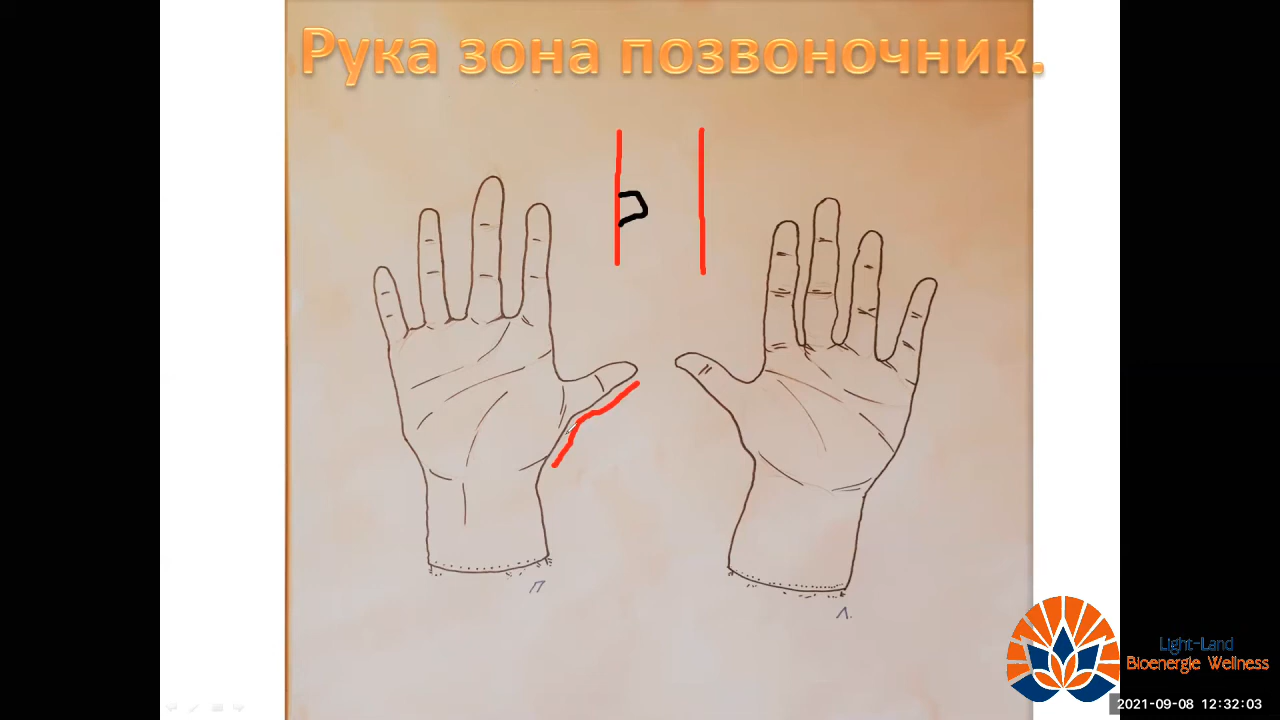 Рука зона позвоночник.
П
Л.
Light-Land
Bioenergie Wellness
2021-09-08 12:32:03